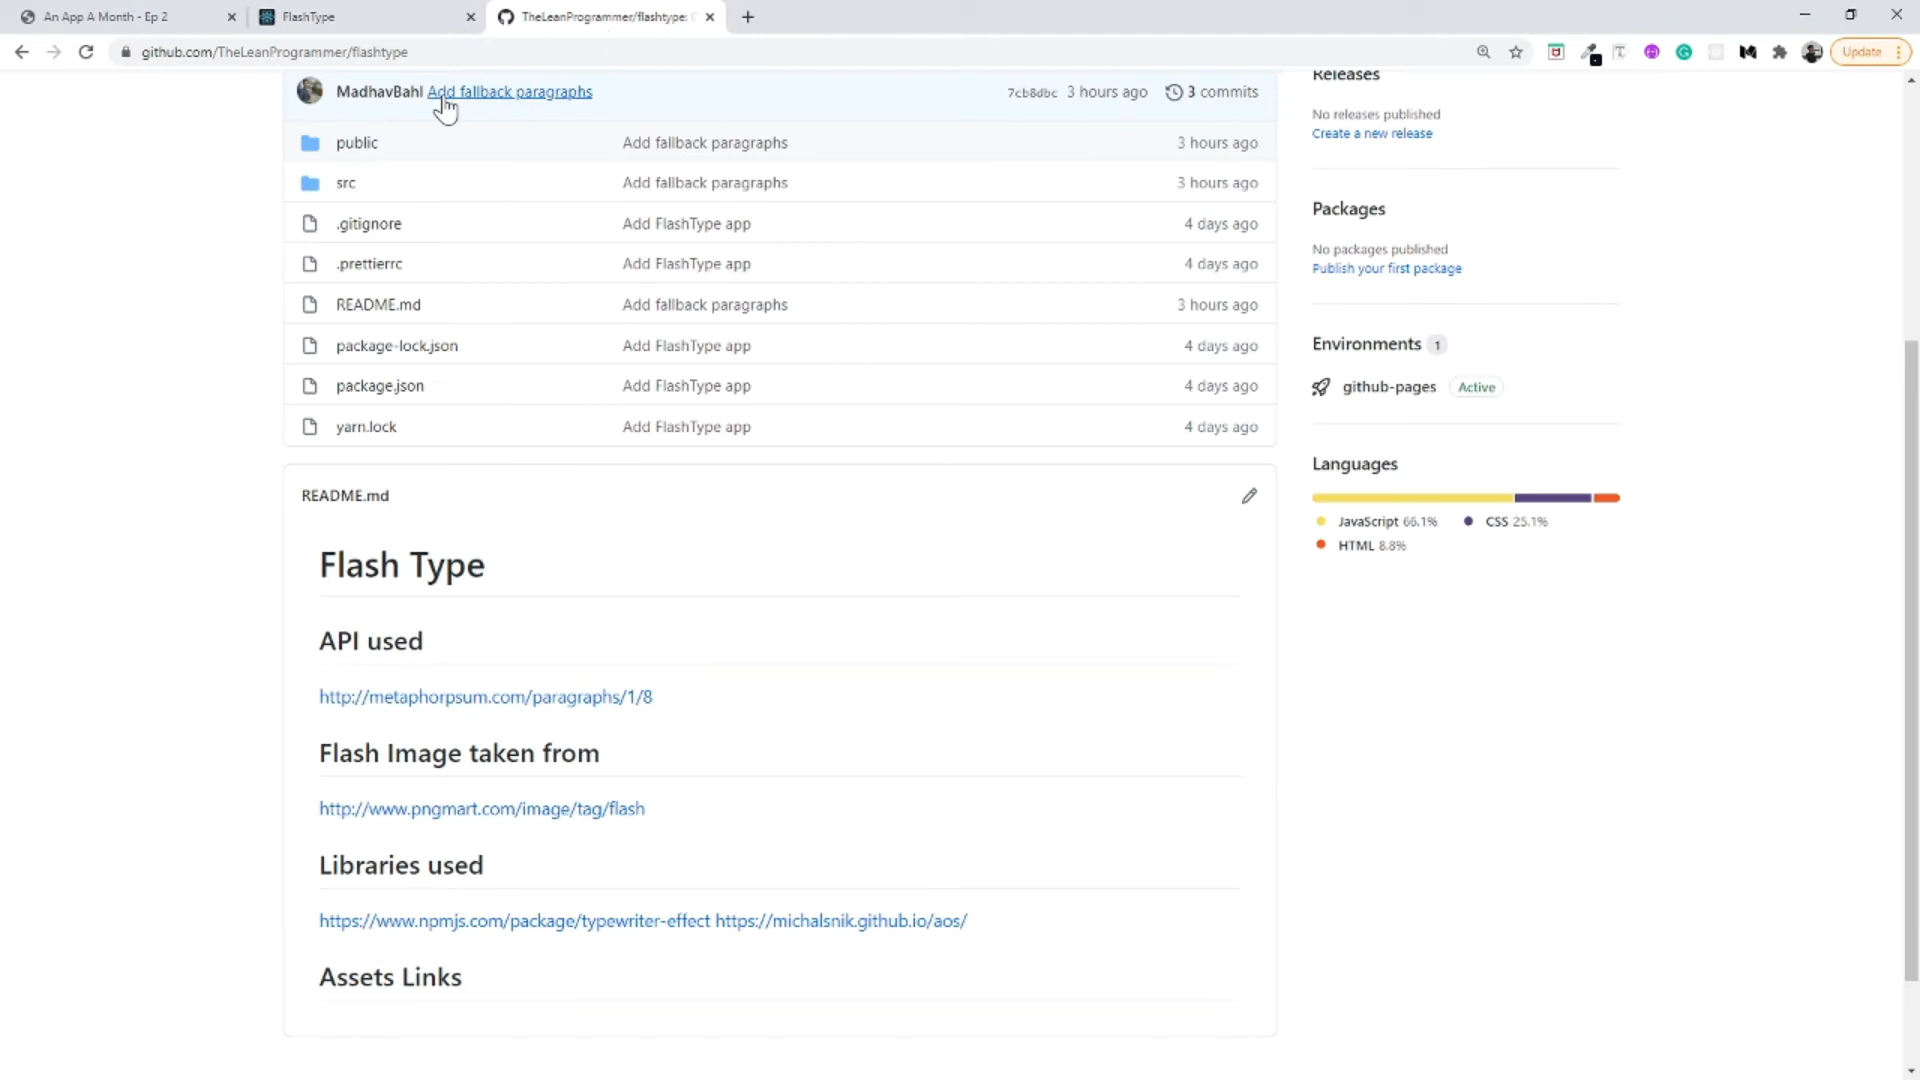 An App A Month - Ep 2
FlashType
TheLeanProgrammer/flashtype:
github.com/TheLeanProgrammer/flashtype
Update
MadhavBahl Add fallback paragraphs 7cb8dbc 3 hours ago 3 commits
public Add fallback paragraphs 3 hours ago
src Add fallback paragraphs 3 hours ago
.gitignore Add FlashType app 4 days ago
.prettierrc Add FlashType app 4 days ago
README.md Add fallback paragraphs 3 hours ago
package-lock.json Add FlashType app 4 days ago
package.json Add FlashType app 4 days ago
yarn.lock Add FlashType app 4 days ago
README.md
Flash Type
API used
http://metaphorpsum.com/paragraphs/1/8
Flash Image taken from
http://www.pngmart.com/image/tag/flash
Libraries used
https://www.npmjs.com/package/typewriter-effect https://michalsnik.github.io/aos/
Assets Links
Releases
No releases published
Create a new release
Packages
No packages published
Publish your first package
Environments 1
github-pages Active
Languages
JavaScript 66.1% CSS 25.1%
HTML 8.8%